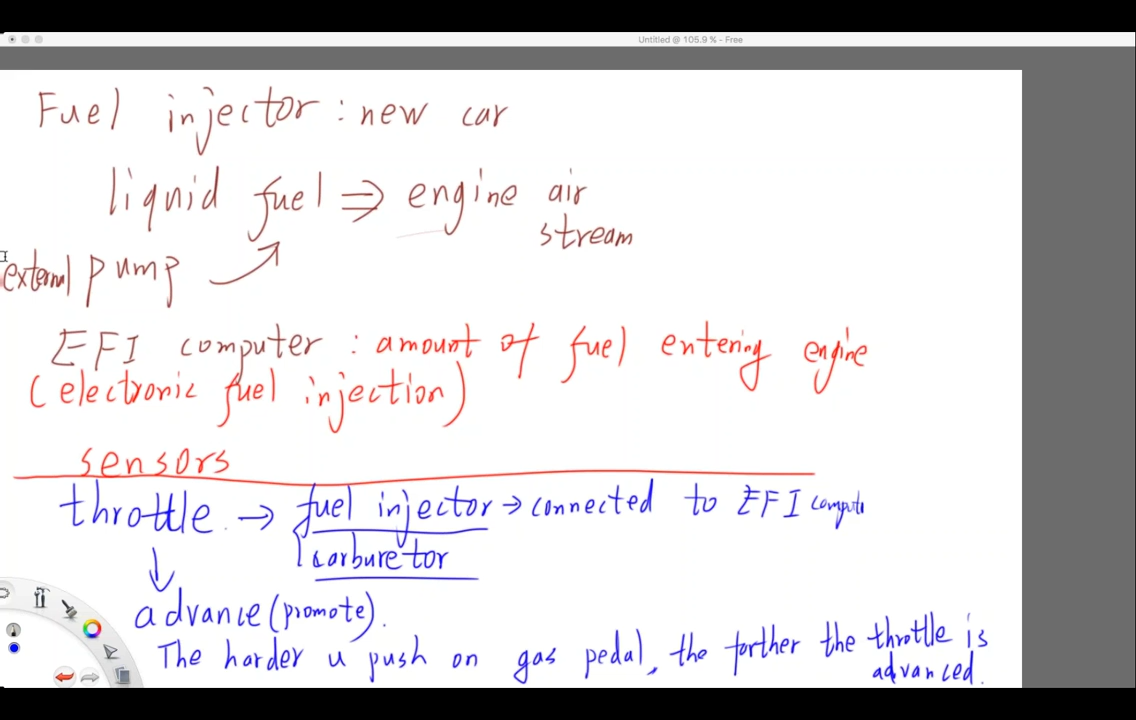 Untitled @ 105.9 % - Free
Fuel injector : new car
liquid fuel ⇒ engine air
stream
external pump
EFI computer : amount of fuel entering engine
(electronic fuel injection)
sensors
throttle → fuel injector → connected to EFI compute
carburetor
advance (promote).
The harder u push on gas pedal, the forther the throttle is
advanced.